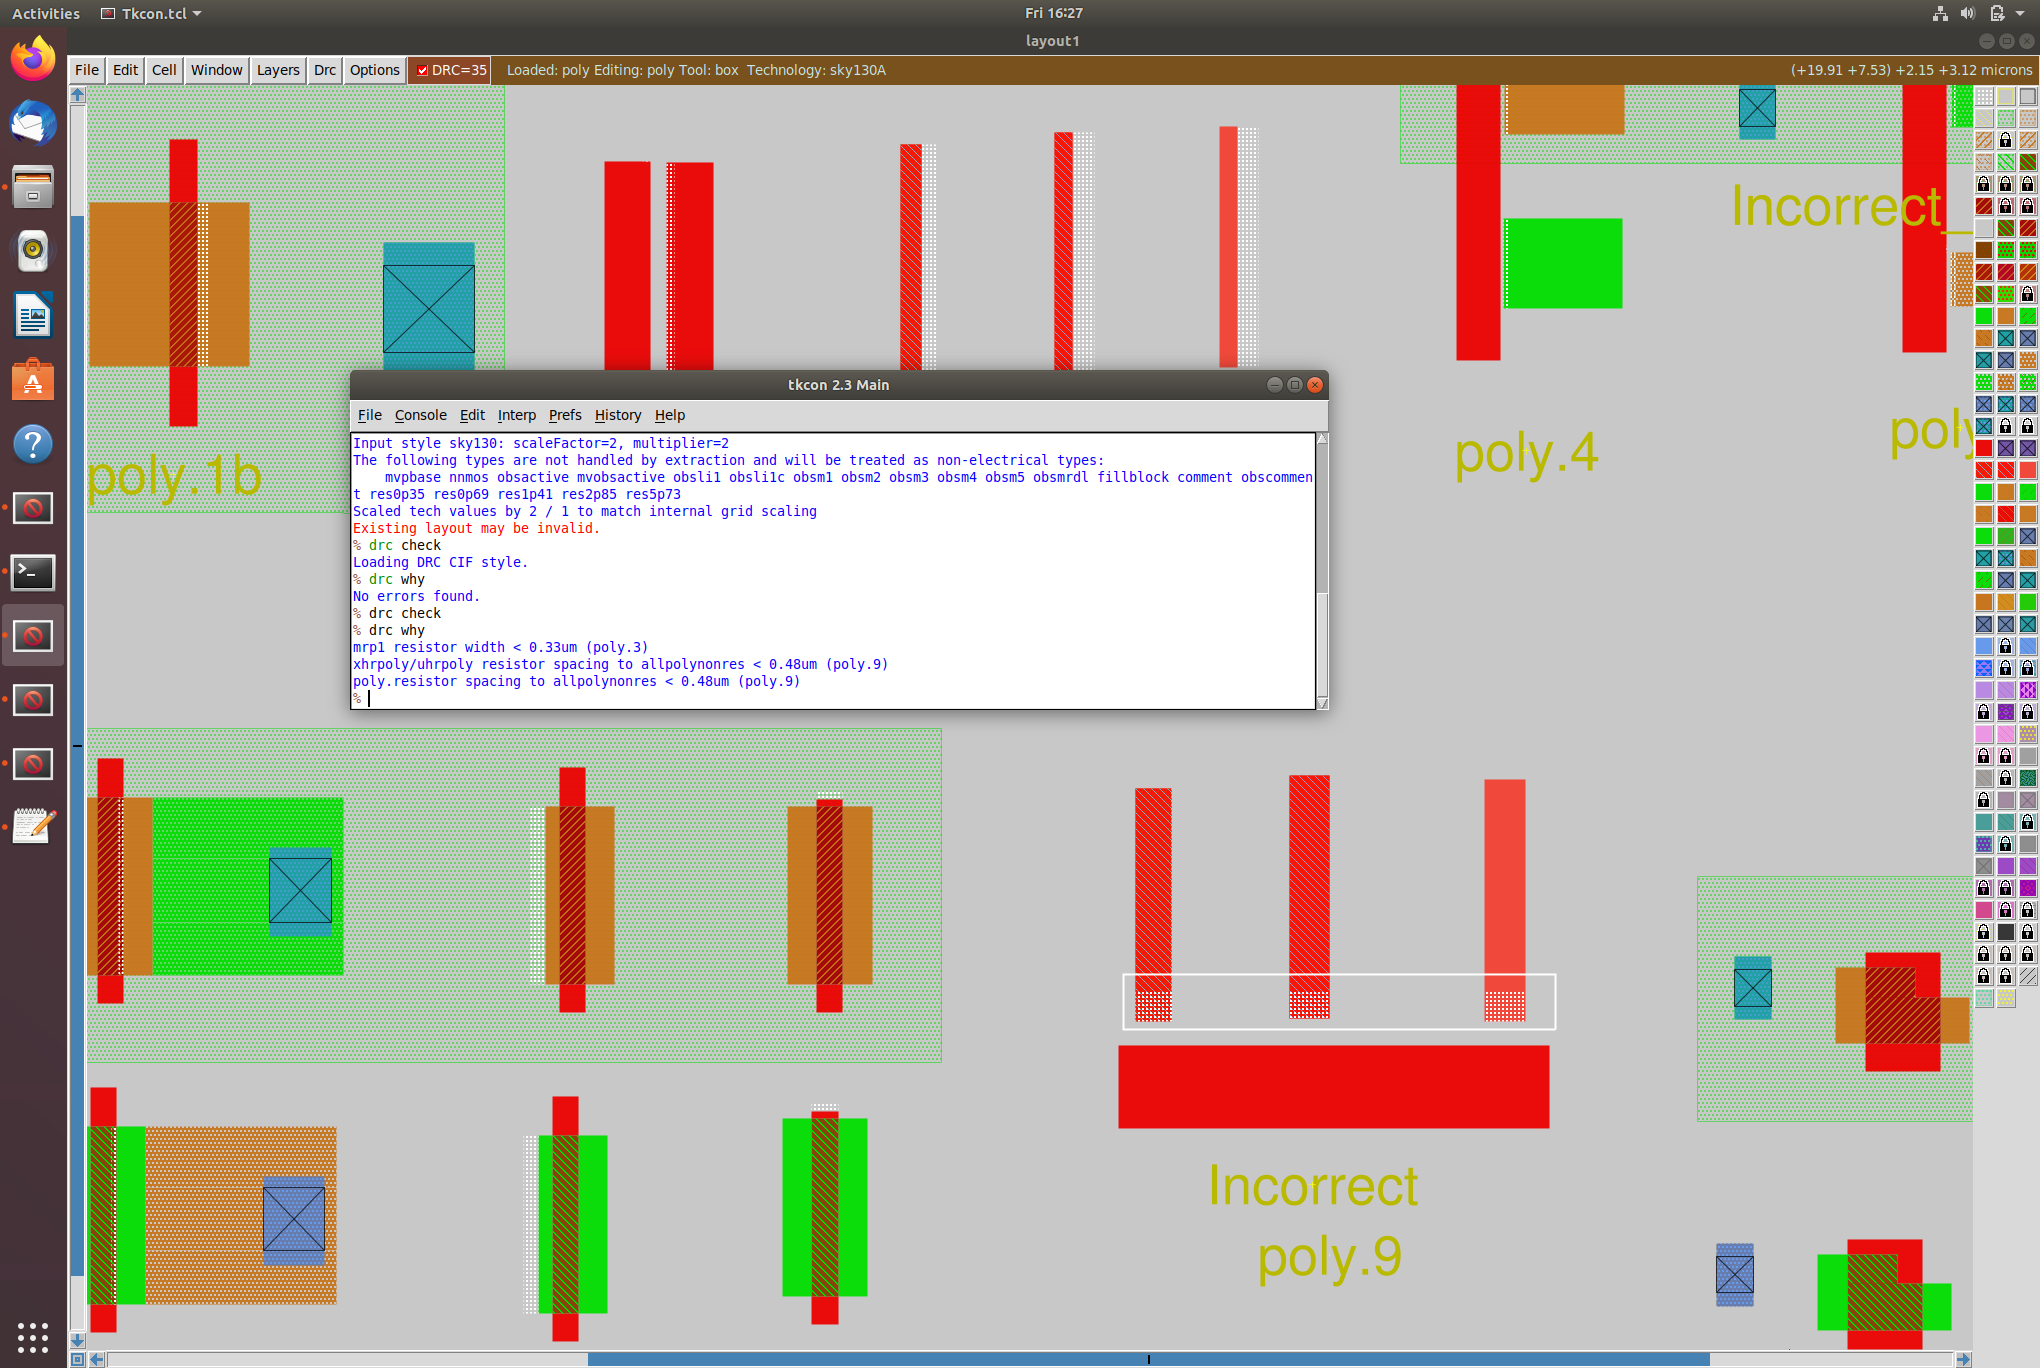 Activities Tkcon.tcl Fri 16:27
layout1
File Edit Cell Window Layers Drc Options DRC=35 Loaded: poly Editing: poly Tool: box Technology: sky130A (+19.91 +7.53) +2.15 +3.12 microns
Incorrect_
poly.1b
poly.4
poly
tkcon 2.3 Main
File Console Edit Interp Prefs History Help
Input style sky130: scaleFactor=2, multiplier=2
The following types are not handled by extraction and will be treated as non-electrical types:
mvpbase nnmos obsactive mvobsactive obsli1 obsli1c obsm1 obsm2 obsm3 obsm4 obsm5 obsmrdl fillblock comment obscommen
t res0p35 res0p69 res1p41 res2p85 res5p73
Scaled tech values by 2 / 1 to match internal grid scaling
Existing layout may be invalid.
% drc check
Loading DRC CIF style.
% drc why
No errors found.
% drc check
% drc why
mrp1 resistor width < 0.33um (poly.3)
xhrpoly/uhrpoly resistor spacing to allpolynonres < 0.48um (poly.9)
poly.resistor spacing to allpolynonres < 0.48um (poly.9)
%
Incorrect
poly.9